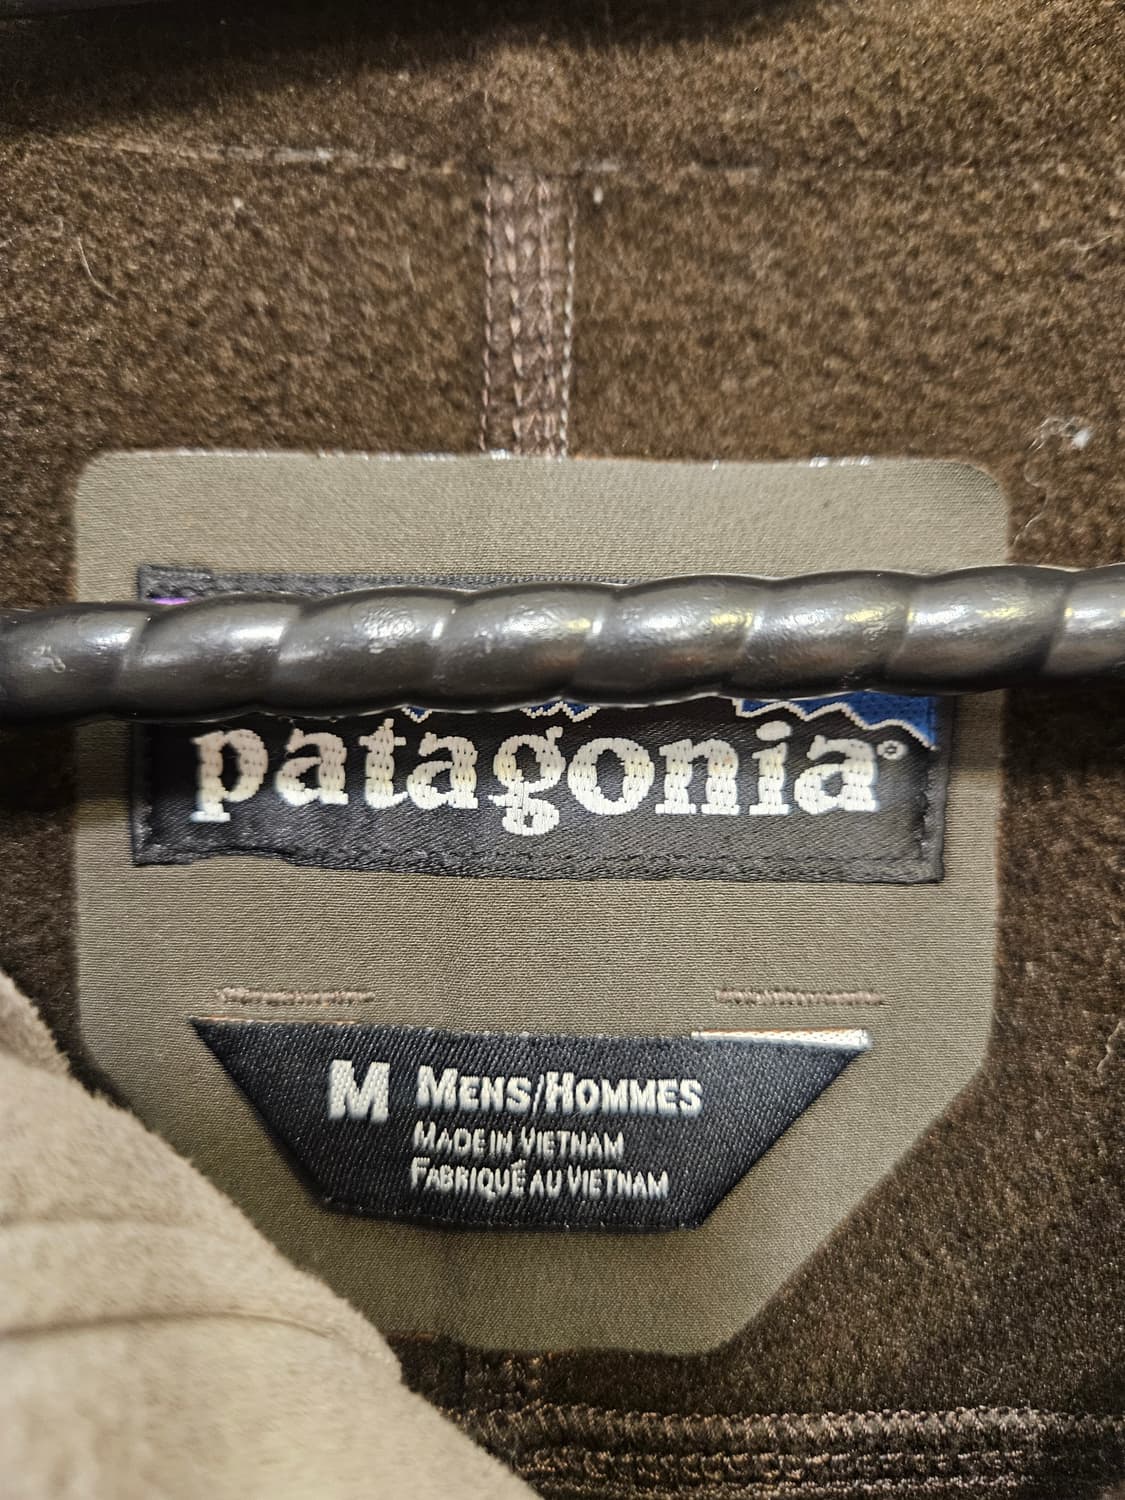 patagonia®
M MENS/HOMMES
MADE IN VIETNAM
FABRIQUÉ AU VIETNAM